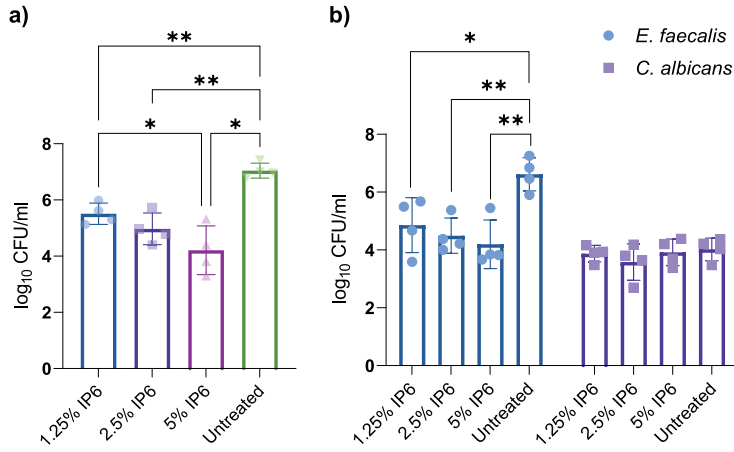 a)
**
**
*
*
log10 CFU/ml
8
6
4
2
0
1.25% IP6
2.5% IP6
5% IP6
Untreated
b)
E. faecalis
C. albicans
*
**
**
log10 CFU/ml
8
6
4
2
0
1.25% IP6
2.5% IP6
5% IP6
Untreated
1.25% IP6
2.5% IP6
5% IP6
Untreated